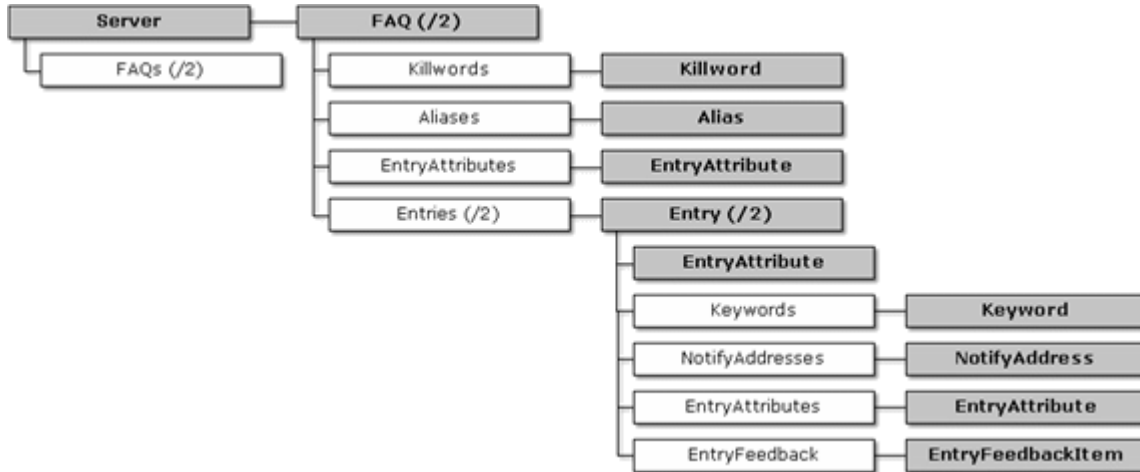 Server
FAQ (/2)
FAQs (/2)
Killwords
Killword
Aliases
Alias
EntryAttributes
EntryAttribute
Entries (/2)
Entry (/2)
EntryAttribute
Keywords
Keyword
NotifyAddresses
NotifyAddress
EntryAttributes
EntryAttribute
EntryFeedback
EntryFeedbackItem